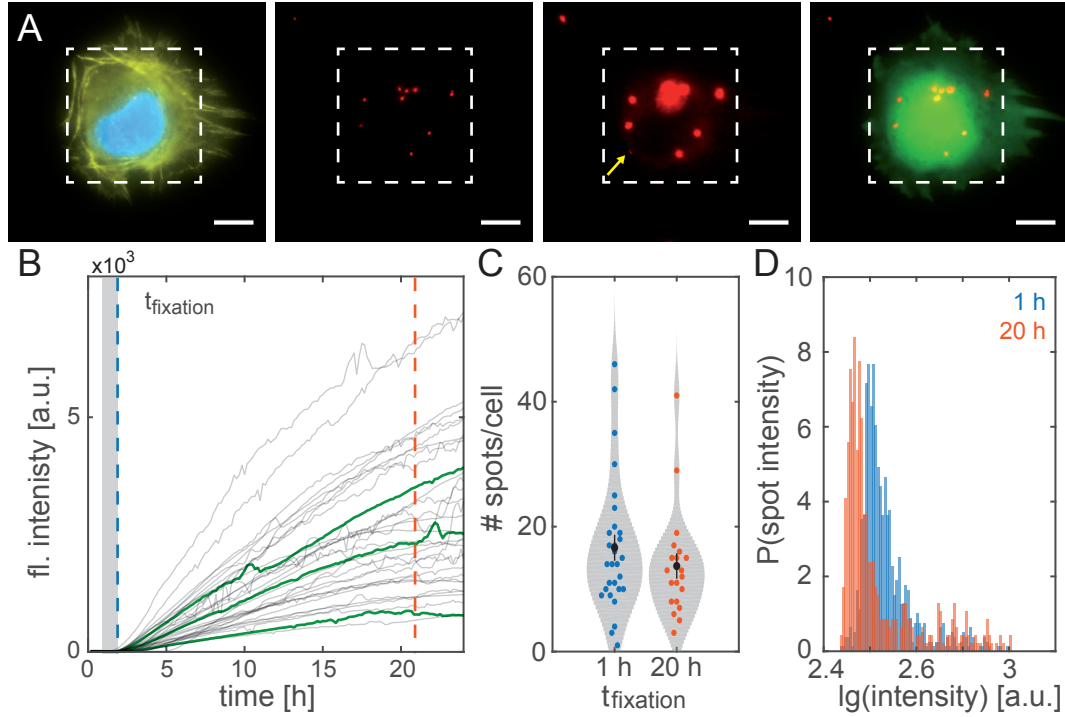 A
B
x10³
t_fixation
5
0
fl. intenisty [a.u.]
0 5 10 15 20
time [h]
C
60
40
20
0
# spots/cell
1 h 20 h
t_fixation
D
10
8
6
4
2
0
P(spot intensity)
1 h
20 h
2.4 2.6 2.8 3
lg(intensity) [a.u.]